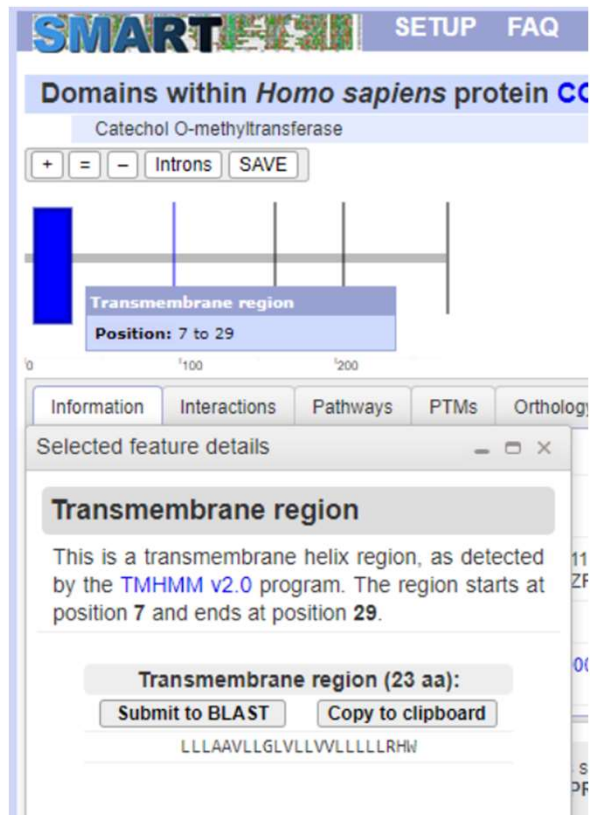 SMART SETUP FAQ
Domains within Homo sapiens protein CO
Catechol O-methyltransferase
+ = – Introns SAVE
Transmembrane region
Position: 7 to 29
0 100 200
Information Interactions Pathways PTMs Orthology
Selected feature details
Transmembrane region
This is a transmembrane helix region, as detected
by the TMHMM v2.0 program. The region starts at
position 7 and ends at position 29.
Transmembrane region (23 aa):
Submit to BLAST Copy to clipboard
LLLAAVLLGLVLLVVLLLLLRHW